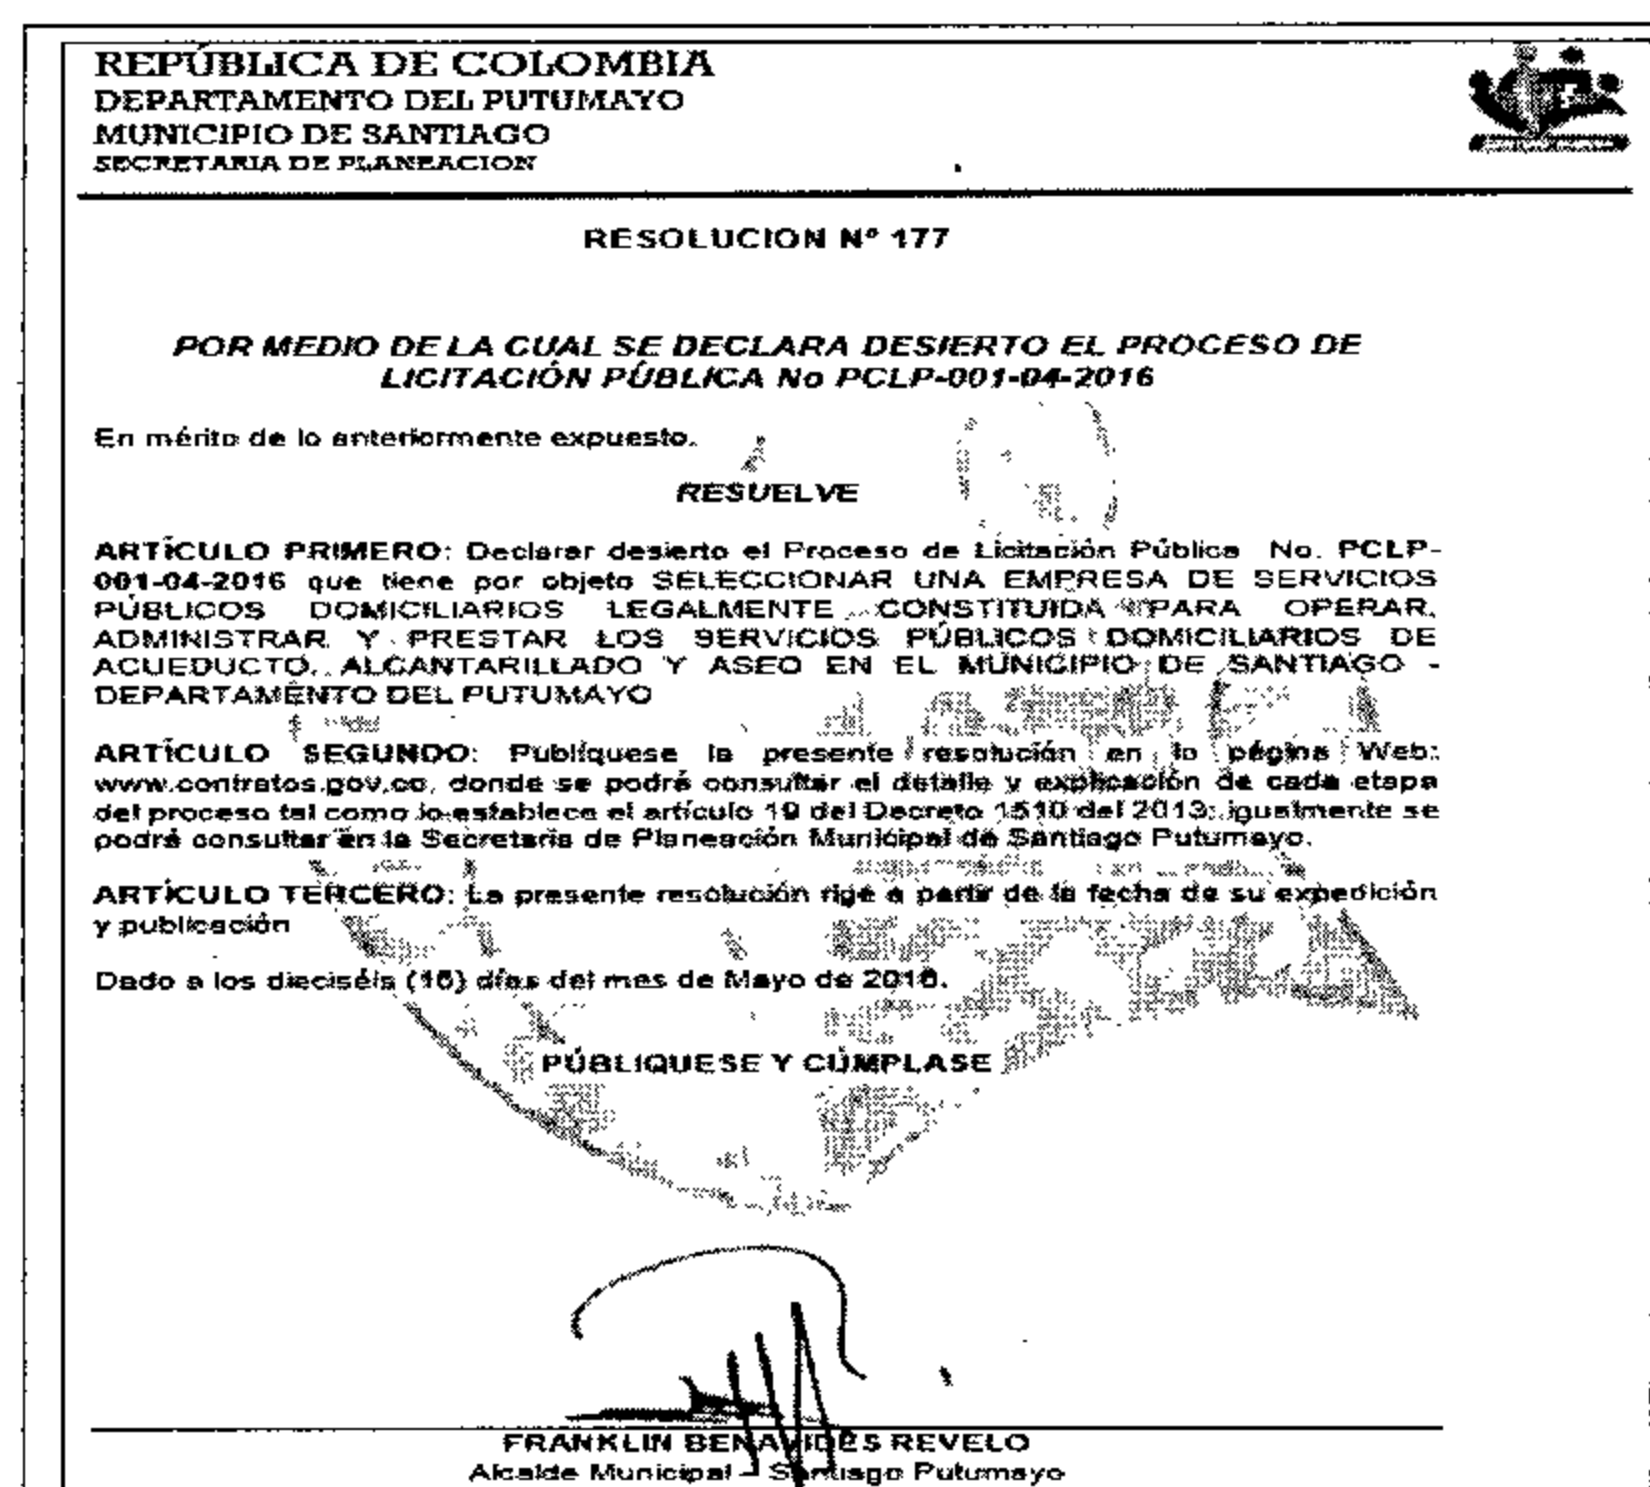 REPÚBLICA DE COLOMBIA
DEPARTAMENTO DEL PUTUMAYO
MUNICIPIO DE SANTIAGO
SECRETARIA DE PLANEACION
RESOLUCION Nº 177
POR MEDIO DE LA CUAL SE DECLARA DESIERTO EL PROCESO DE
LICITACIÓN PÚBLICA No PCLP-001-04-2016
En mérito de lo anteriormente expuesto.
RESUELVE
ARTÍCULO PRIMERO: Declarar desierto el Proceso de Licitación Pública No. PCLP-
001-04-2016 que tiene por objeto SELECCIONAR UNA EMPRESA DE SERVICIOS
PÚBLICOS DOMICILIARIOS LEGALMENTE CONSTITUIDA PARA OPERAR,
ADMINISTRAR Y PRESTAR LOS SERVICIOS PÚBLICOS DOMICILIARIOS DE
ACUEDUCTO, ALCANTARILLADO Y ASEO EN EL MUNICIPIO DE SANTIAGO -
DEPARTAMENTO DEL PUTUMAYO
ARTÍCULO SEGUNDO: Publíquese la presente resolución en la página Web:
www.contratos.gov.co, donde se podrá consultar el detalle y explicación de cada etapa
del proceso tal como lo establece el artículo 19 del Decreto 1510 del 2013; igualmente se
podrá consultar en la Secretaria de Planeación Municipal de Santiago Putumayo.
ARTÍCULO TERCERO: La presente resolución rige a partir de la fecha de su expedición
y publicación
Dado a los dieciséis (16) días del mes de Mayo de 2016.
PÚBLIQUESE Y CÚMPLASE
FRANKLIN BENAVIDES REVELO
Alcalde Municipal - Santiago Putumayo